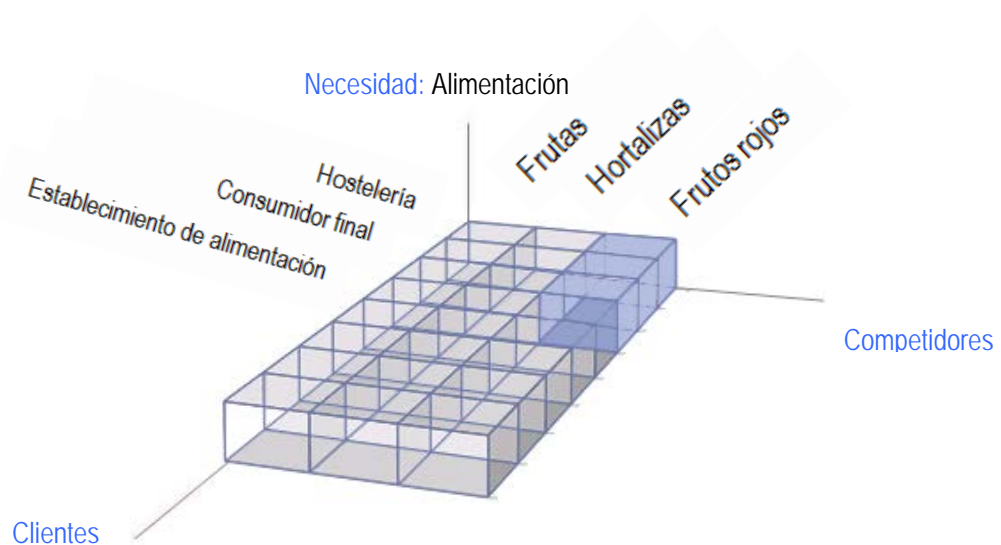 Necesidad: Alimentación
Frutas
Hortalizas
Frutos rojos
Hostelería
Consumidor final
Establecimiento de alimentación
Competidores
Clientes